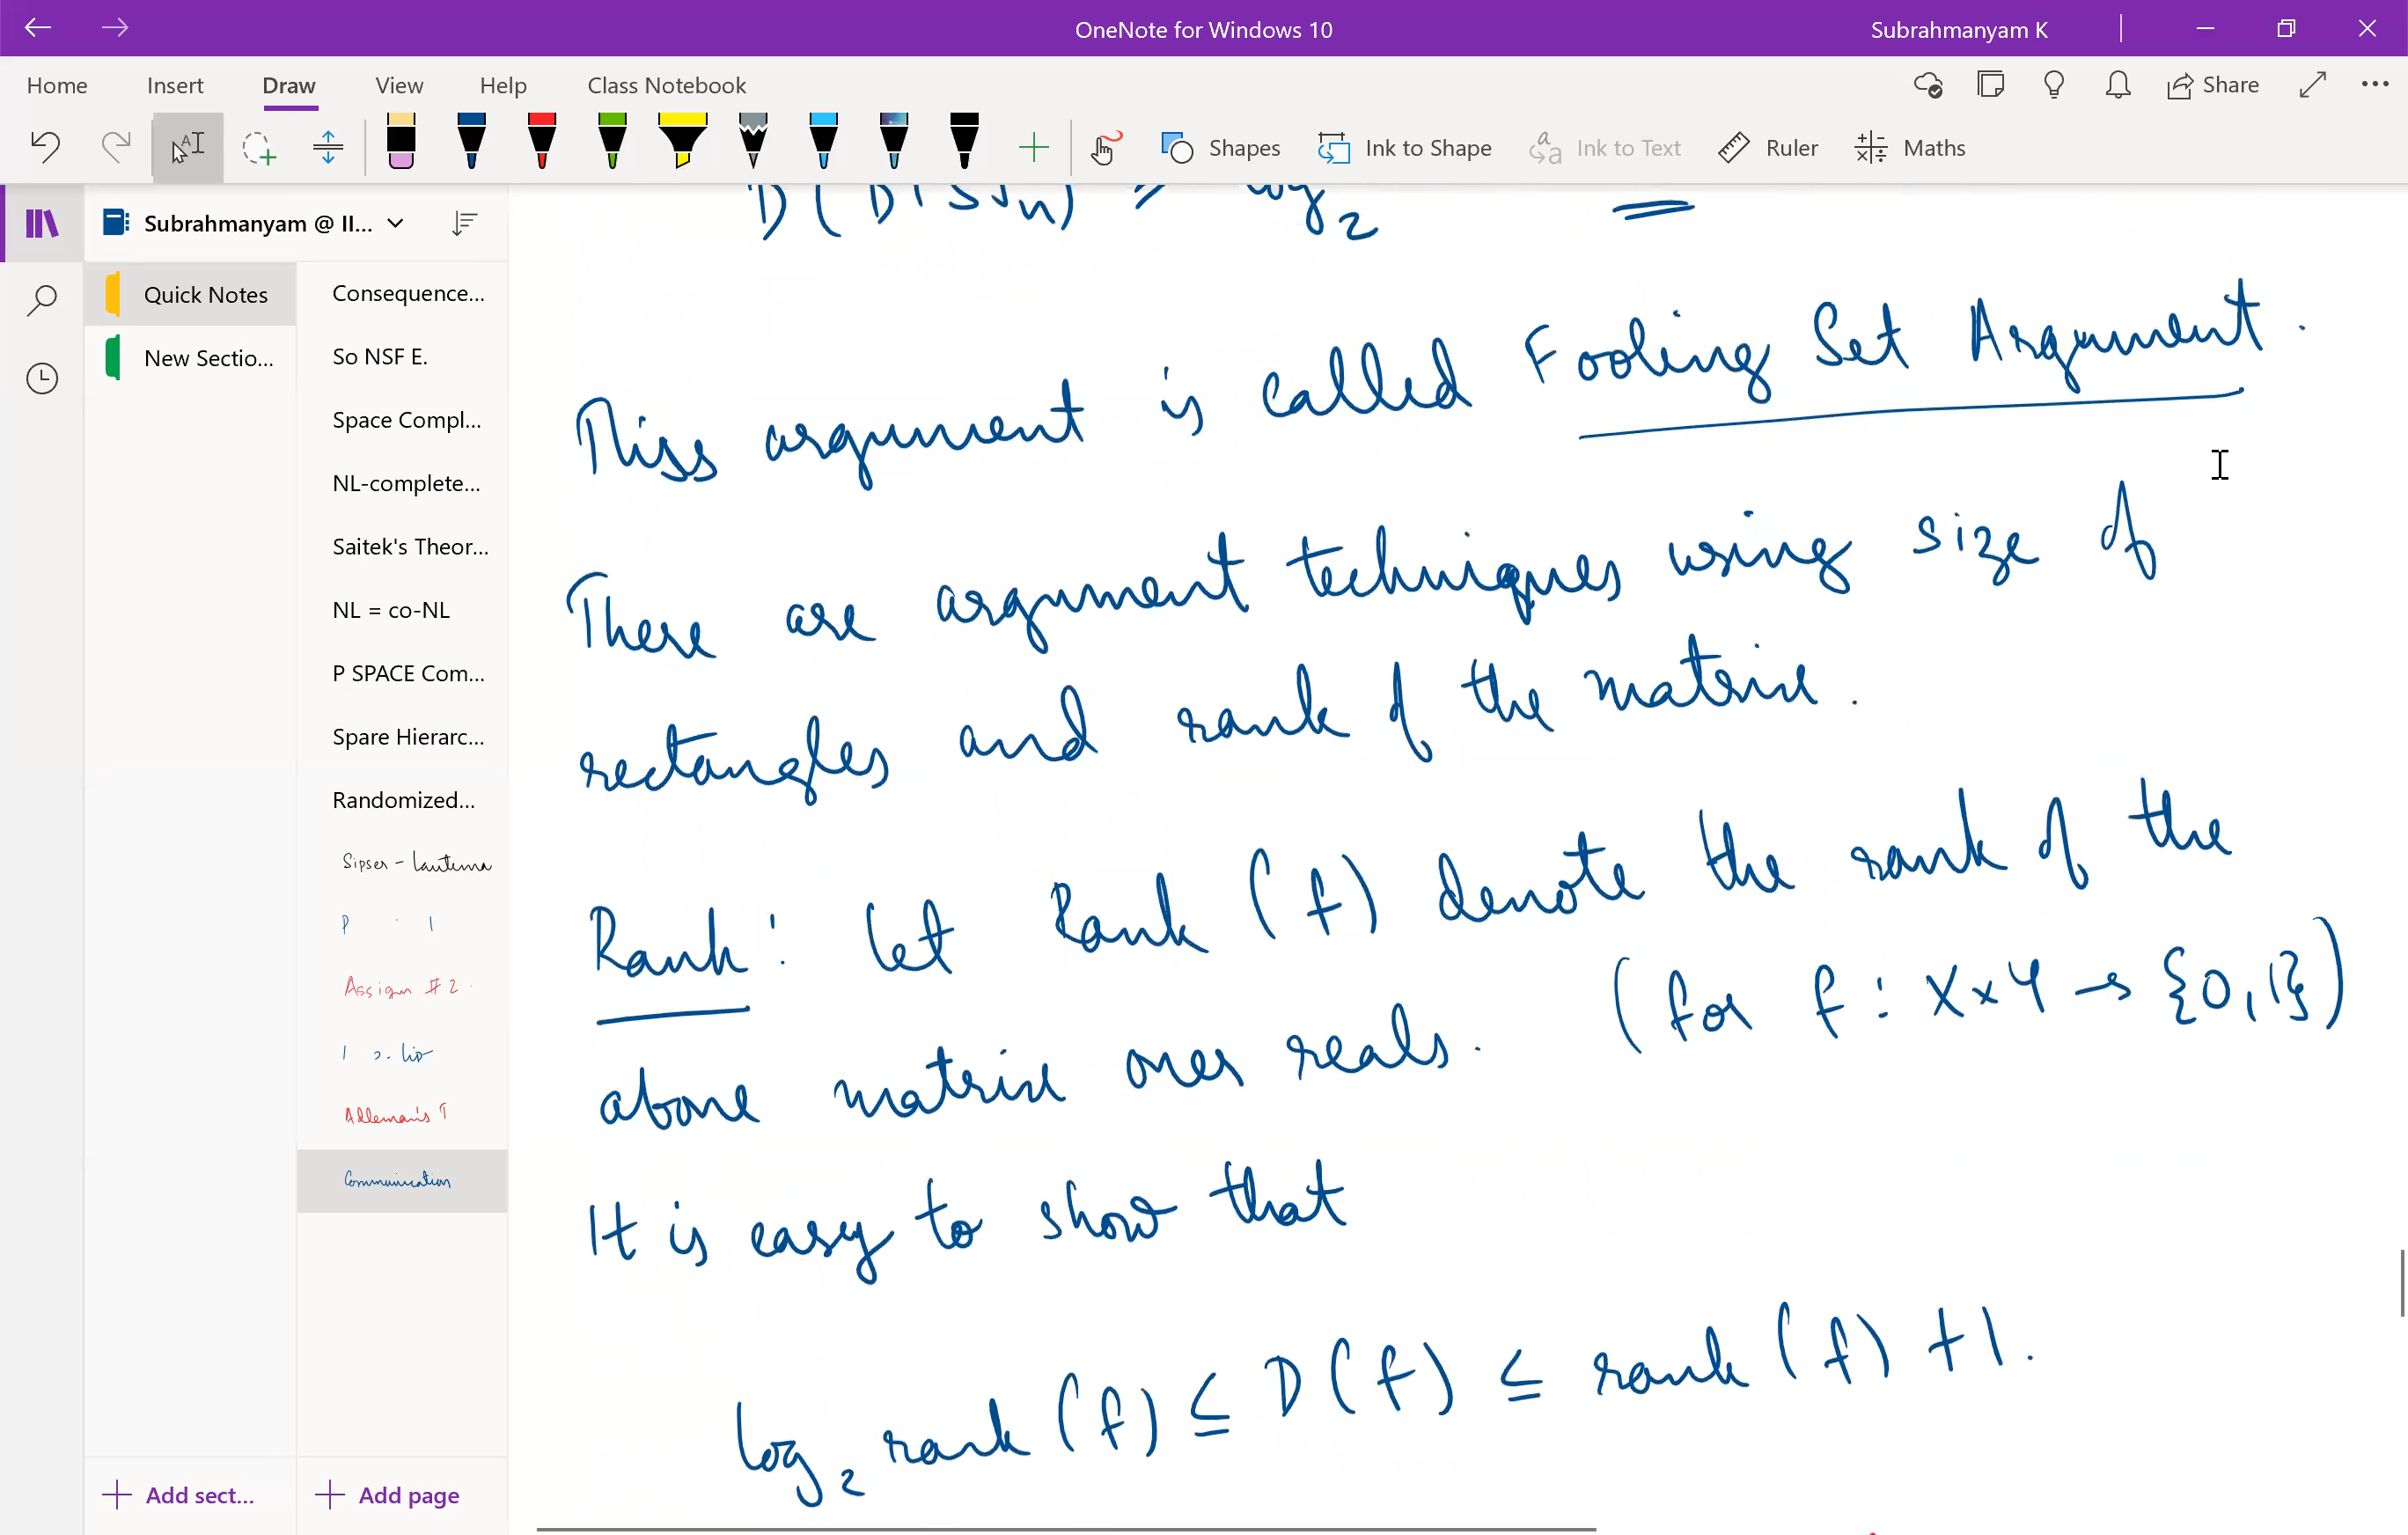 OneNote for Windows 10
Subrahmanyam K
Home Insert Draw View Help Class Notebook
Share
Shapes Ink to Shape Ink to Text Ruler Maths
Subrahmanyam @ II...
Quick Notes
New Sectio...
Consequence...
So NSF E.
Space Compl...
NL-complete...
Saitek's Theor...
NL = co-NL
P SPACE Com...
Spare Hierarc...
Randomized...
Sipser - Lautema
Assign #2
Adleman's T
Communication
Add sect...
Add page
D(DISJn) ≥ log2
This argument is called Fooling Set Argument.
There are argument techniques using size of
rectangles and rank of the matrix.
Rank: Let Rank (f) denote the rank of the
above matrix over reals. (for f: X×Y → {0,1})
It is easy to show that
log2 rank (f) ≤ D(f) ≤ rank (f) +1.